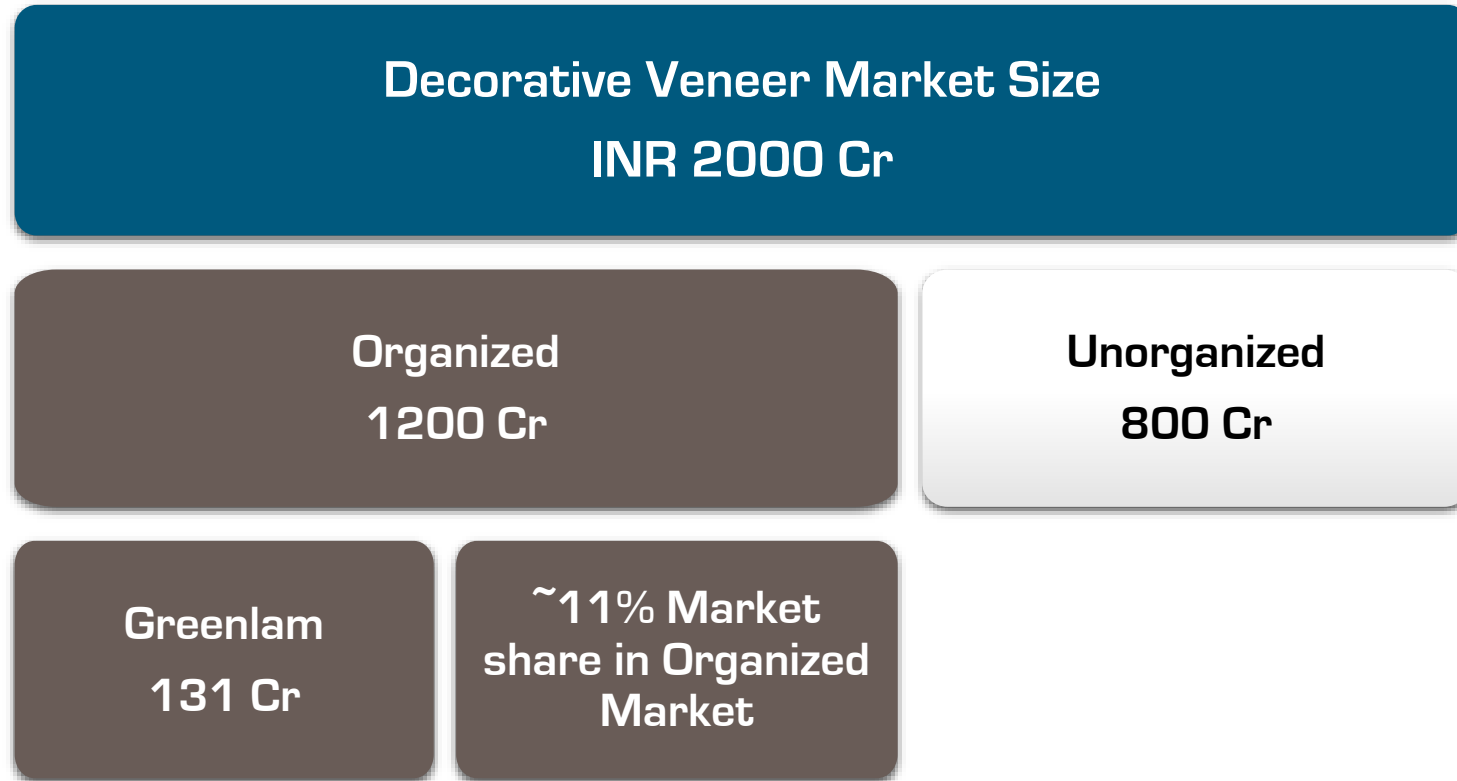 Decorative Veneer Market Size
INR 2000 Cr
Organized
1200 Cr
Unorganized
800 Cr
Greenlam
131 Cr
~11% Market
share in Organized
Market